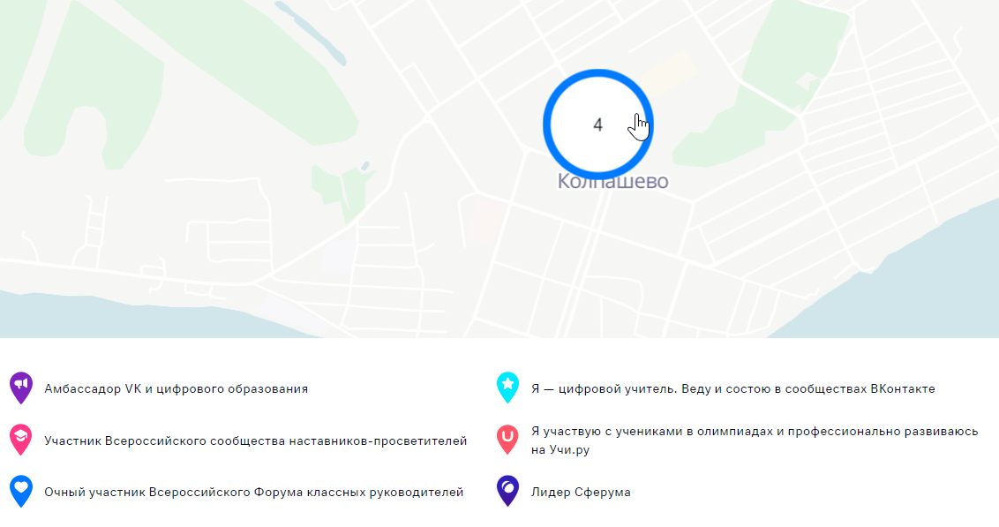 4
Колпашево
Амбассадор VK и цифрового образования
Я — цифровой учитель. Веду и состою в сообществах ВКонтакте
Участник Всероссийского сообщества наставников-просветителей
Я участвую с учениками в олимпиадах и профессионально развиваюсь
на Учи.ру
Очный участник Всероссийского Форума классных руководителей
Лидер Сферума